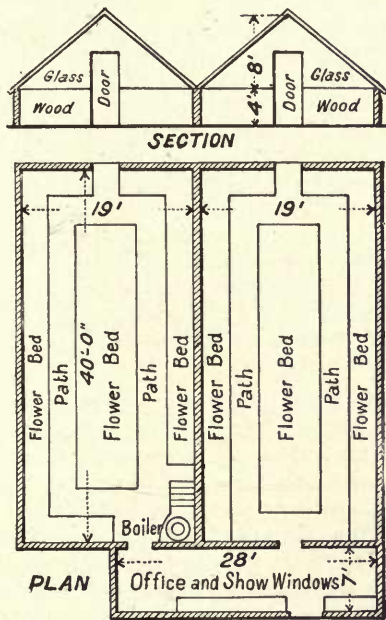 Glass
Wood
Door
4' 8'
Door
Glass
Wood
SECTION
19'
19'
Flower Bed
Path
40'-0"
Flower Bed
Path
Flower Bed
Flower Bed
Path
Flower Bed
Path
Flower Bed
Boiler
28'
PLAN
Office and Show Windows
7'